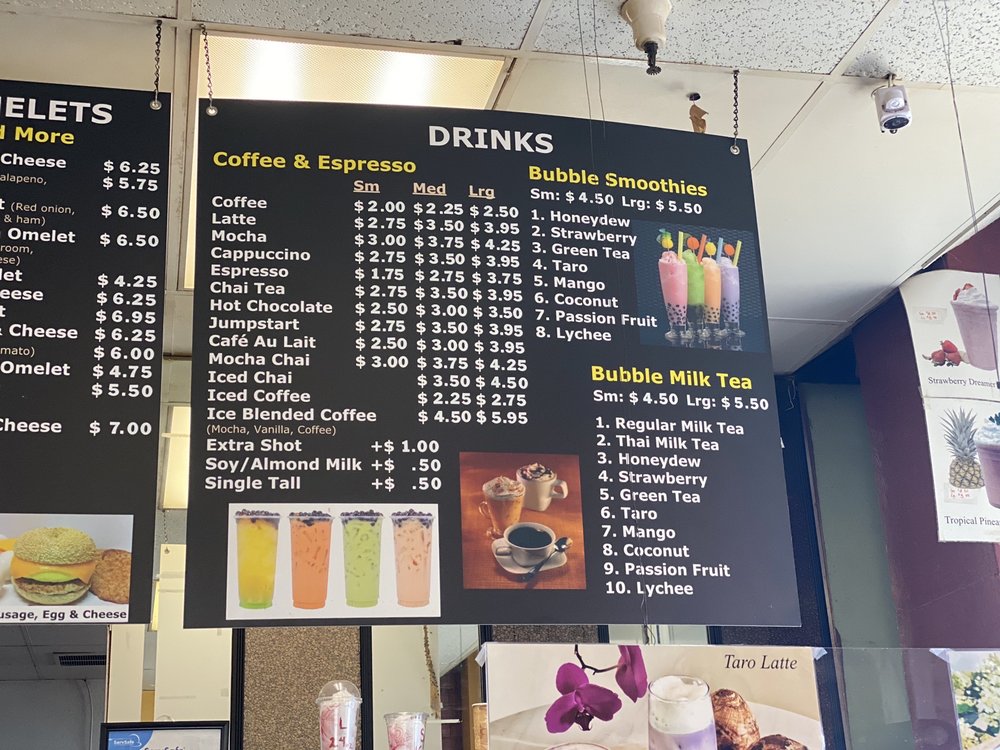 ELETS
d More
Cheese $ 6.25
alapeno, $ 5.75
t (Red onion, $ 6.50
& ham)
Omelet $ 6.50
room,
ese)
let $ 4.25
eese $ 6.25
t $ 6.95
& Cheese $ 6.25
mato) $ 6.00
Omelet $ 4.75
$ 5.50
Cheese $ 7.00
usage, Egg & Cheese
DRINKS
Coffee & Espresso
Sm Med Lrg
Coffee $ 2.00 $ 2.25 $ 2.50
Latte $ 2.75 $ 3.50 $ 3.95
Mocha $ 3.00 $ 3.75 $ 4.25
Cappuccino $ 2.75 $ 3.50 $ 3.95
Espresso $ 1.75 $ 2.75 $ 3.75
Chai Tea $ 2.75 $ 3.50 $ 3.95
Hot Chocolate $ 2.50 $ 3.00 $ 3.50
Jumpstart $ 2.75 $ 3.50 $ 3.95
Café Au Lait $ 2.50 $ 3.00 $ 3.95
Mocha Chai $ 3.00 $ 3.75 $ 4.25
Iced Chai $ 3.50 $ 4.50
Iced Coffee $ 2.25 $ 2.75
Ice Blended Coffee $ 4.50 $ 5.95
(Mocha, Vanilla, Coffee)
Extra Shot +$ 1.00
Soy/Almond Milk +$ .50
Single Tall +$ .50
Bubble Smoothies
Sm: $ 4.50 Lrg: $ 5.50
1. Honeydew
2. Strawberry
3. Green Tea
4. Taro
5. Mango
6. Coconut
7. Passion Fruit
8. Lychee
Bubble Milk Tea
Sm: $ 4.50 Lrg: $ 5.50
1. Regular Milk Tea
2. Thai Milk Tea
3. Honeydew
4. Strawberry
5. Green Tea
6. Taro
7. Mango
8. Coconut
9. Passion Fruit
10. Lychee
Strawberry Dreamer
Tropical Pinea
Taro Latte
ServSafe
L